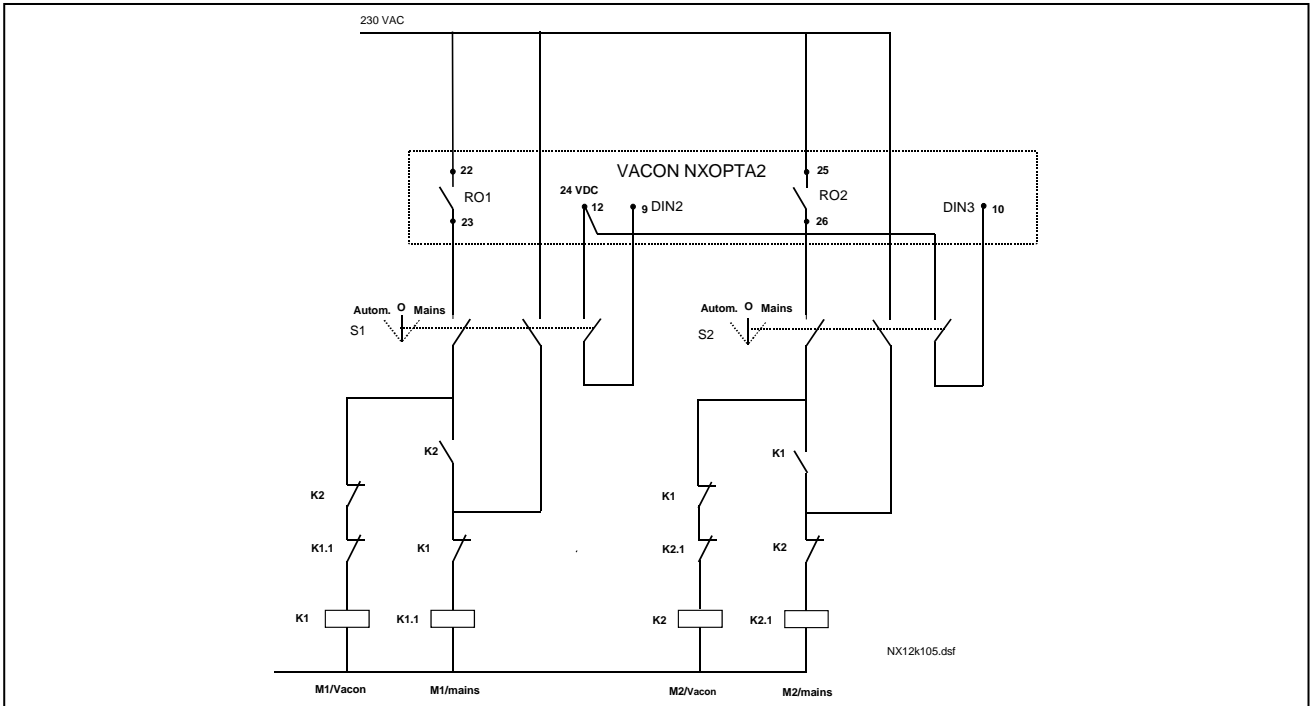 230 VAC
22
VACON NXOPTA2
25
RO1
24 VDC
12
9 DIN2
RO2
DIN3
10
23
26
Autom. O Mains
S1
Autom. O Mains
S2
K2
K1
K2
K1
K1.1
K1
K2.1
K2
K1
K1.1
K2
K2.1
NX12k105.dsf
M1/Vacon
M1/mains
M2/Vacon
M2/mains